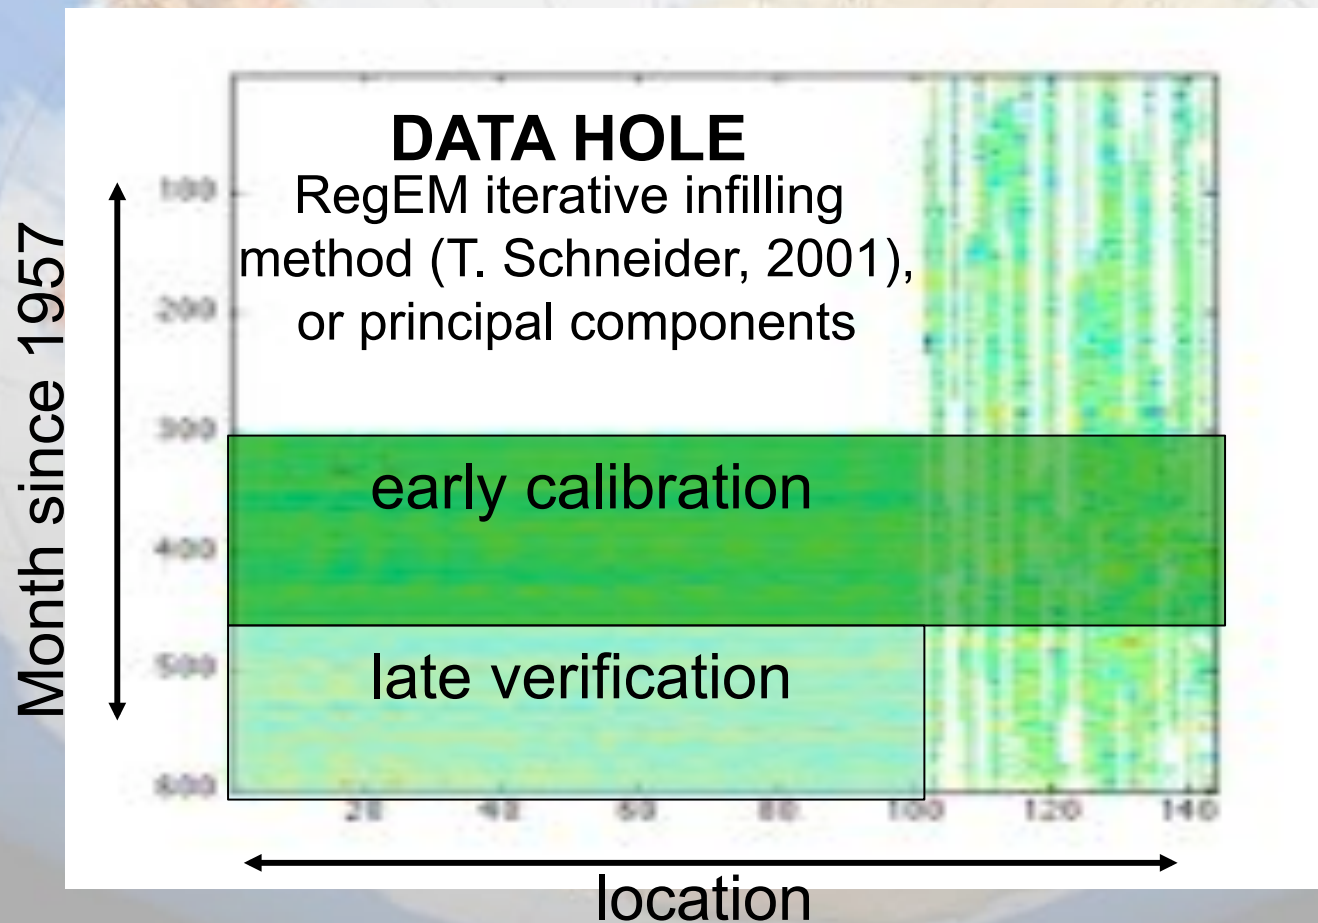 DATA HOLE
RegEM iterative infilling
method (T. Schneider, 2001),
or principal components
Month since 1957
100
200
300
early calibration
400
500
late verification
600
20 40 60 80 100 120 140
location